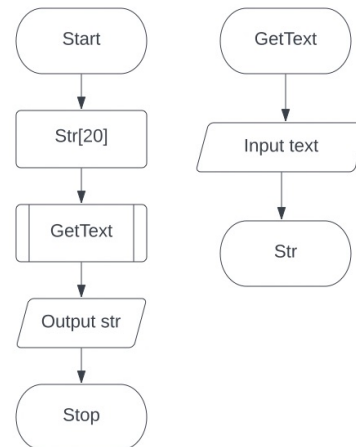 Start
Str[20]
GetText
Output str
Stop
GetText
Input text
Str